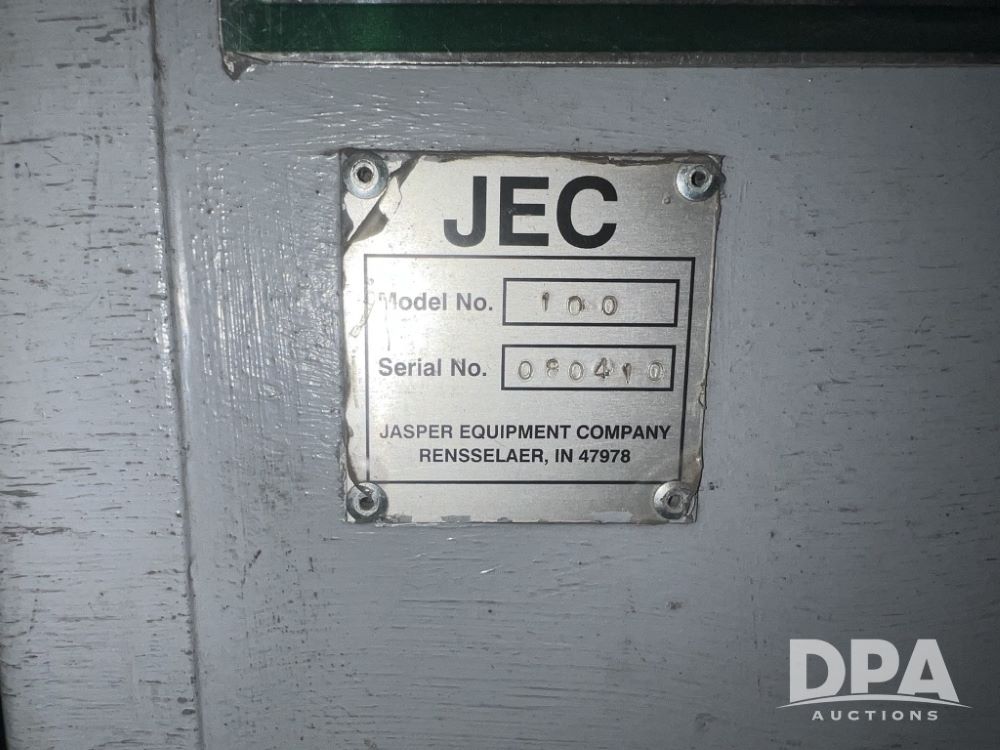 JEC
Model No. 100
Serial No. 080410
JASPER EQUIPMENT COMPANY
RENSSELAER, IN 47978
DPA
AUCTIONS